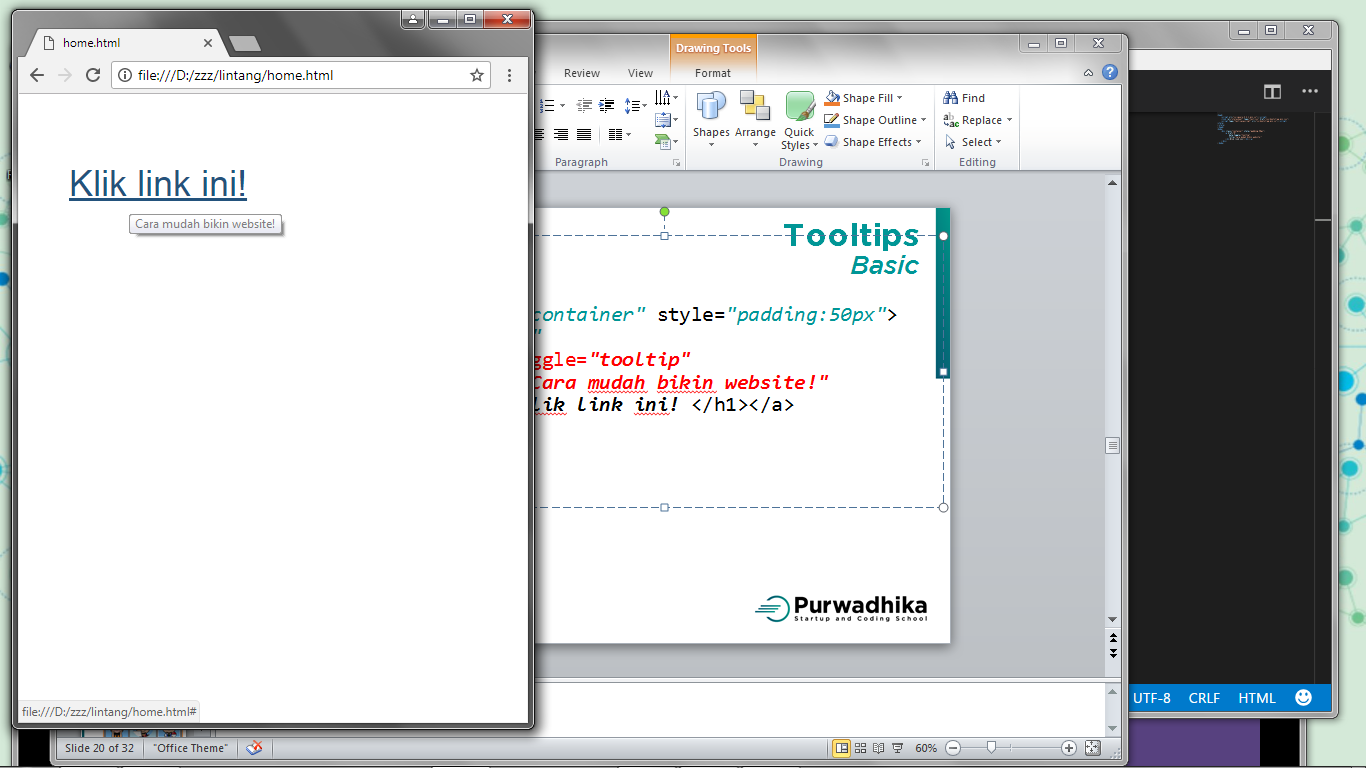 home.html
file:///D:/zzz/lintang/home.html
Klik link ini!
Cara mudah bikin website!
file:///D:/zzz/lintang/home.html#
Drawing Tools
Review View Format
Shapes
Arrange
Quick
Styles
Shape Fill
Shape Outline
Shape Effects
Find
Replace
Select
Paragraph
Drawing
Editing
Tooltips
Basic
container" style="padding:50px">
"
ggle="tooltip"
Cara mudah bikin website!"
lik link ini! </h1></a>
Purwadhika
Startup and Coding School
Slide 20 of 32
"Office Theme"
60%
UTF-8 CRLF HTML